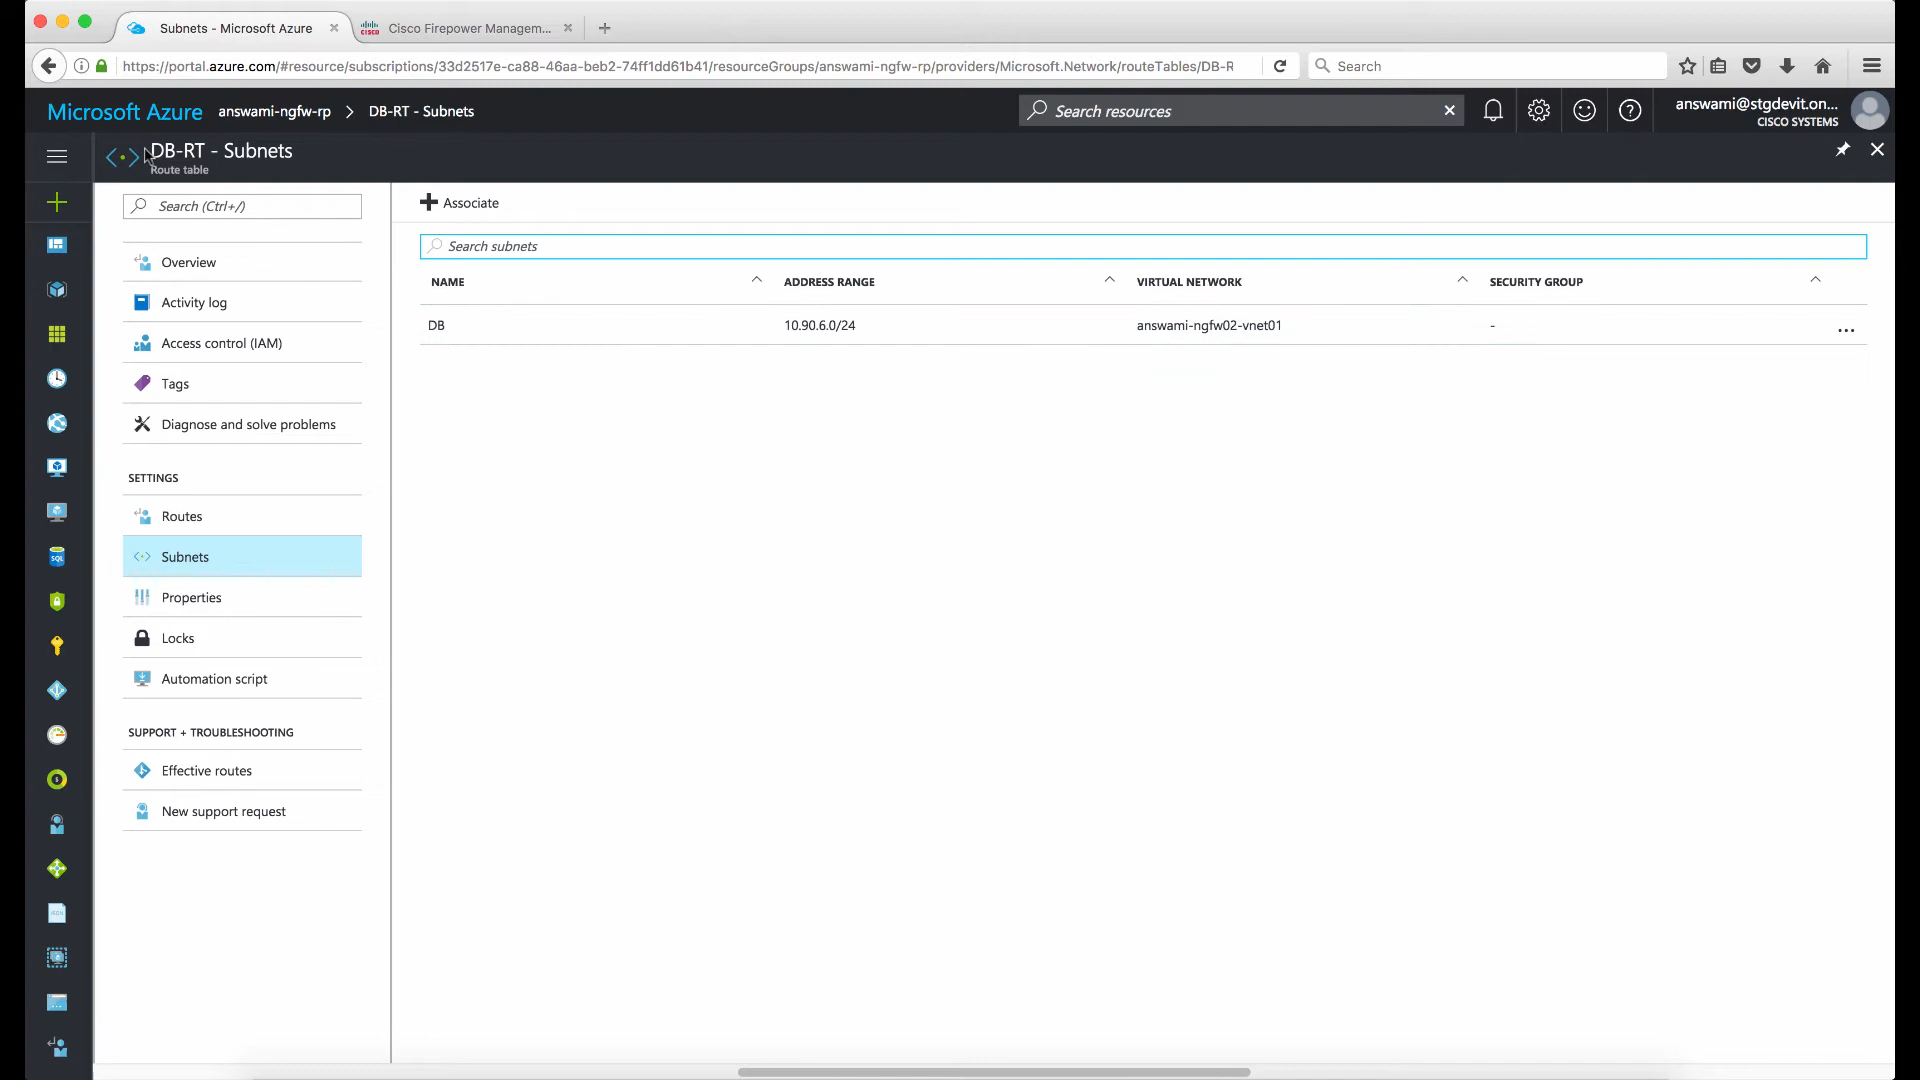 Subnets - Microsoft Azure
Cisco Firepower Managem...
https://portal.azure.com/#resource/subscriptions/33d2517e-ca88-46aa-beb2-74ff1dd61b41/resourceGroups/answami-ngfw-rp/providers/Microsoft.Network/routeTables/DB-R
Search
Microsoft Azure answami-ngfw-rp > DB-RT - Subnets
Search resources
answami@stgdevit.on...
CISCO SYSTEMS
DB-RT - Subnets
Route table
Search (Ctrl+/)
Overview
Activity log
Access control (IAM)
Tags
Diagnose and solve problems
SETTINGS
Routes
Subnets
Properties
Locks
Automation script
SUPPORT + TROUBLESHOOTING
Effective routes
New support request
Associate
Search subnets
NAME ADDRESS RANGE VIRTUAL NETWORK SECURITY GROUP
DB 10.90.6.0/24 answami-ngfw02-vnet01 - ...
SQL